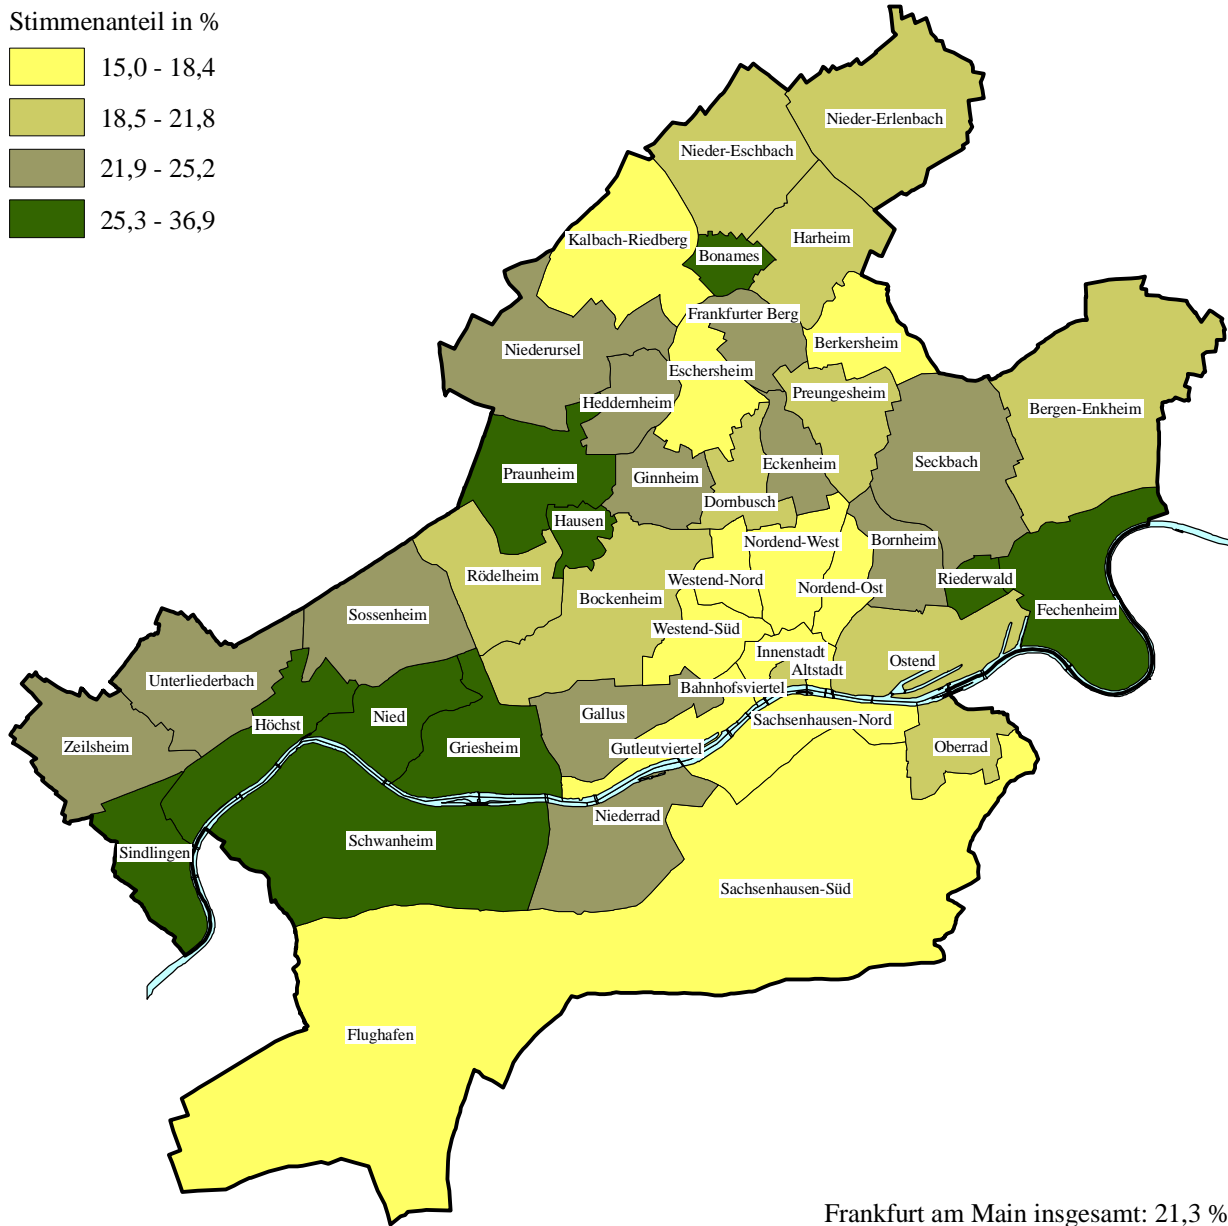 Stimmenanteil in %
15,0 - 18,4
18,5 - 21,8
21,9 - 25,2
25,3 - 36,9
Nieder-Erlenbach
Nieder-Eschbach
Kalbach-Riedberg
Harheim
Bonames
Frankfurter Berg
Berkersheim
Niederursel
Eschersheim
Preungesheim
Heddernheim
Bergen-Enkheim
Praunheim
Ginnheim
Eckenheim
Seckbach
Dornbusch
Hausen
Nordend-West
Bornheim
Rödelheim
Westend-Nord
Nordend-Ost
Riederwald
Bockenheim
Fechenheim
Sossenheim
Westend-Süd
Innenstadt
Altstadt
Ostend
Unterliederbach
Bahnhofsviertel
Höchst
Nied
Gallus
Sachsenhausen-Nord
Zeilsheim
Griesheim
Gutleutviertel
Oberrad
Niederrad
Schwanheim
Sindlingen
Sachsenhausen-Süd
Flughafen
Frankfurt am Main insgesamt: 21,3 %